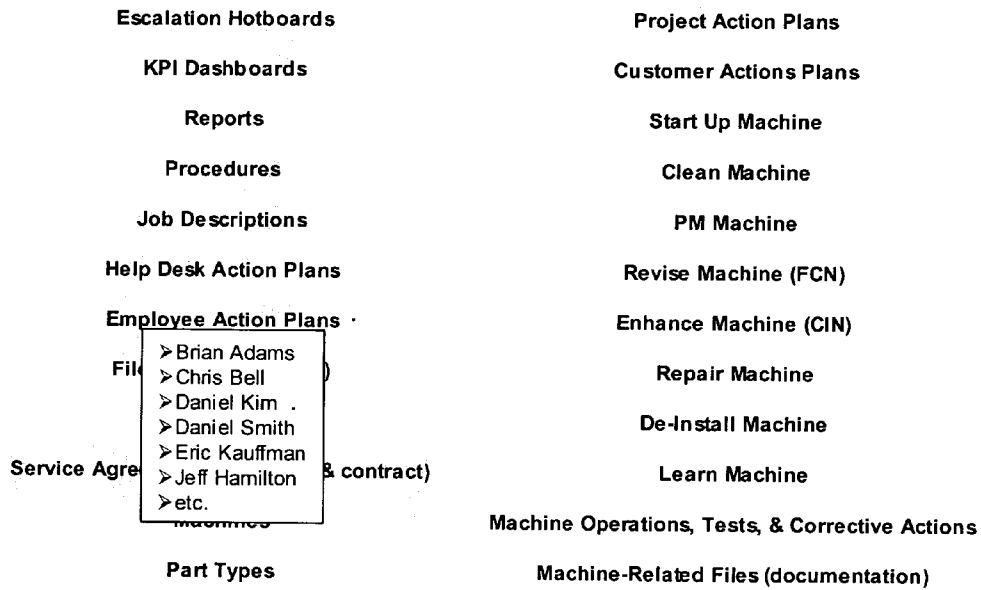 Escalation Hotboards
KPI Dashboards
Reports
Procedures
Job Descriptions
Help Desk Action Plans
Employee Action Plans
➢Brian Adams
➢Chris Bell
➢Daniel Kim
➢Daniel Smith
➢Eric Kauffman
➢Jeff Hamilton
➢etc.
Service & contract)
Part Types
Project Action Plans
Customer Actions Plans
Start Up Machine
Clean Machine
PM Machine
Revise Machine (FCN)
Enhance Machine (CIN)
Repair Machine
De-Install Machine
Learn Machine
Machine Operations, Tests, & Corrective Actions
Machine-Related Files (documentation)